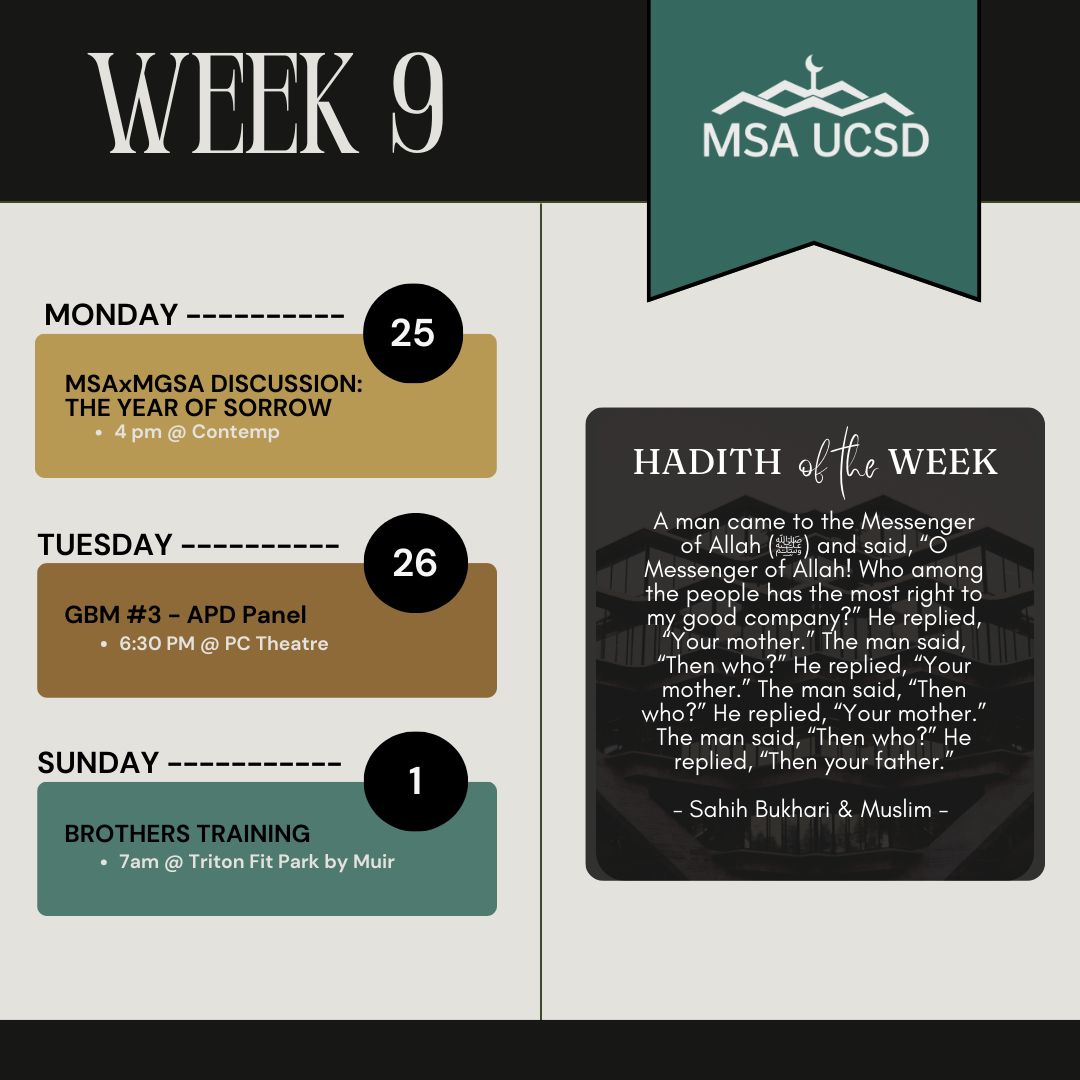 WEEK 9
MSA UCSD
MONDAY ----------
25
MSAxMGSA DISCUSSION:
THE YEAR OF SORROW
• 4 pm @ Contemp
TUESDAY ----------
26
GBM #3 - APD Panel
• 6:30 PM @ PC Theatre
SUNDAY -----------
1
BROTHERS TRAINING
• 7am @ Triton Fit Park by Muir
HADITH of the WEEK
A man came to the Messenger
of Allah (ﷺ) and said, “O
Messenger of Allah! Who among
the people has the most right to
my good company?” He replied,
“Your mother.” The man said,
“Then who?” He replied, “Your
mother.” The man said, “Then
who?” He replied, “Your mother.”
The man said, “Then who?” He
replied, “Then your father.”
- Sahih Bukhari & Muslim -